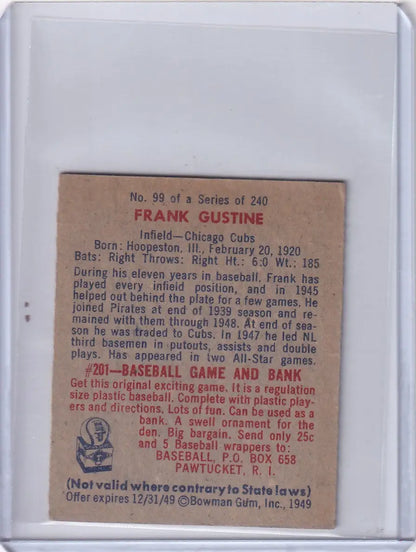 No. 99 of a Series of 240
FRANK GUSTINE
Infield—Chicago Cubs
Born: Hoopeston, Ill., February 20, 1920
Bats: Right Throws: Right Ht.: 6:0 Wt.: 185
During his eleven years in baseball, Frank has
played every infield position, and in 1945
helped out behind the plate for a few games. He
joined Pirates at end of 1939 season and re-
mained with them through 1948. At end of sea-
son he was traded to Cubs. In 1947 he led NL
third basemen in putouts, assists and double
plays. Has appeared in two All-Star games.
#201—BASEBALL GAME AND BANK
Get this original exciting game. It is a regulation
size plastic baseball. Complete with plastic play-
ers and directions. Lots of fun. Can be used as a
bank. A swell ornament for the
den. Big bargain. Send only 25c
and 5 Baseball wrappers to:
BASEBALL, P.O. BOX 658
PAWTUCKET, R. I.
(Not valid where contrary to State laws)
Offer expires 12/31/49 ©Bowman Gum, Inc., 1949